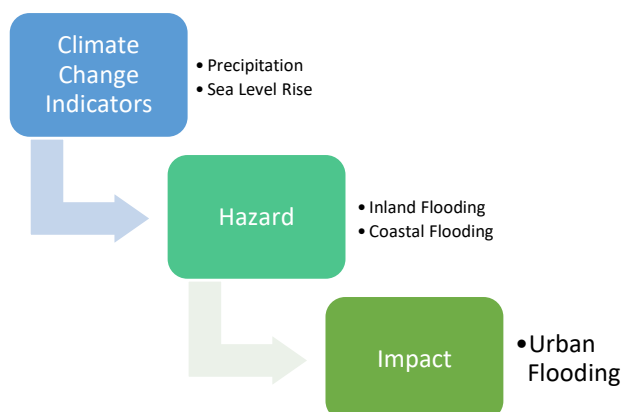 Climate
Change
Indicators
• Precipitation
• Sea Level Rise
Hazard
• Inland Flooding
• Coastal Flooding
Impact
• Urban
Flooding